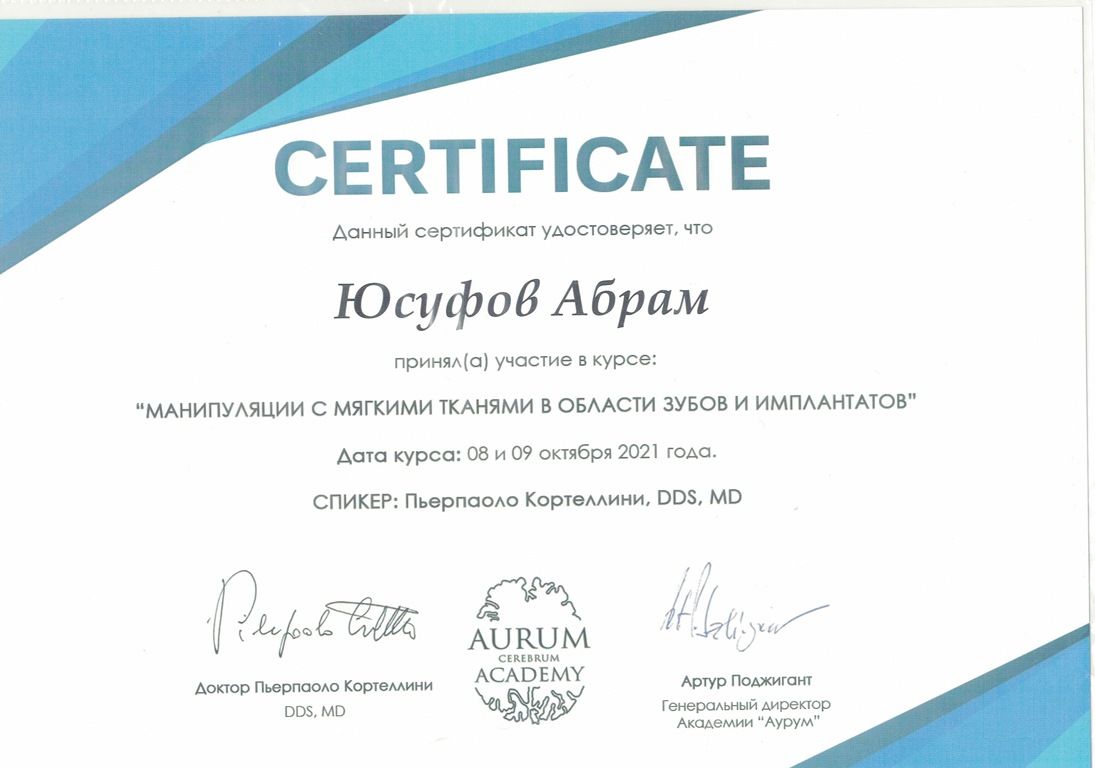 CERTIFICATE
Данный сертификат удостоверяет, что
Юсуфов Абрам
принял(а) участие в курсе:
“МАНИПУЛЯЦИИ С МЯГКИМИ ТКАНЯМИ В ОБЛАСТИ ЗУБОВ И ИМПЛАНТАТОВ”
Дата курса: 08 и 09 октября 2021 года.
СПИКЕР: Пьерпаоло Кортеллини, DDS, MD
AURUM
CEREBRUM
ACADEMY
Доктор Пьерпаоло Кортеллини
DDS, MD
Артур Поджигант
Генеральный директор
Академии “Аурум”